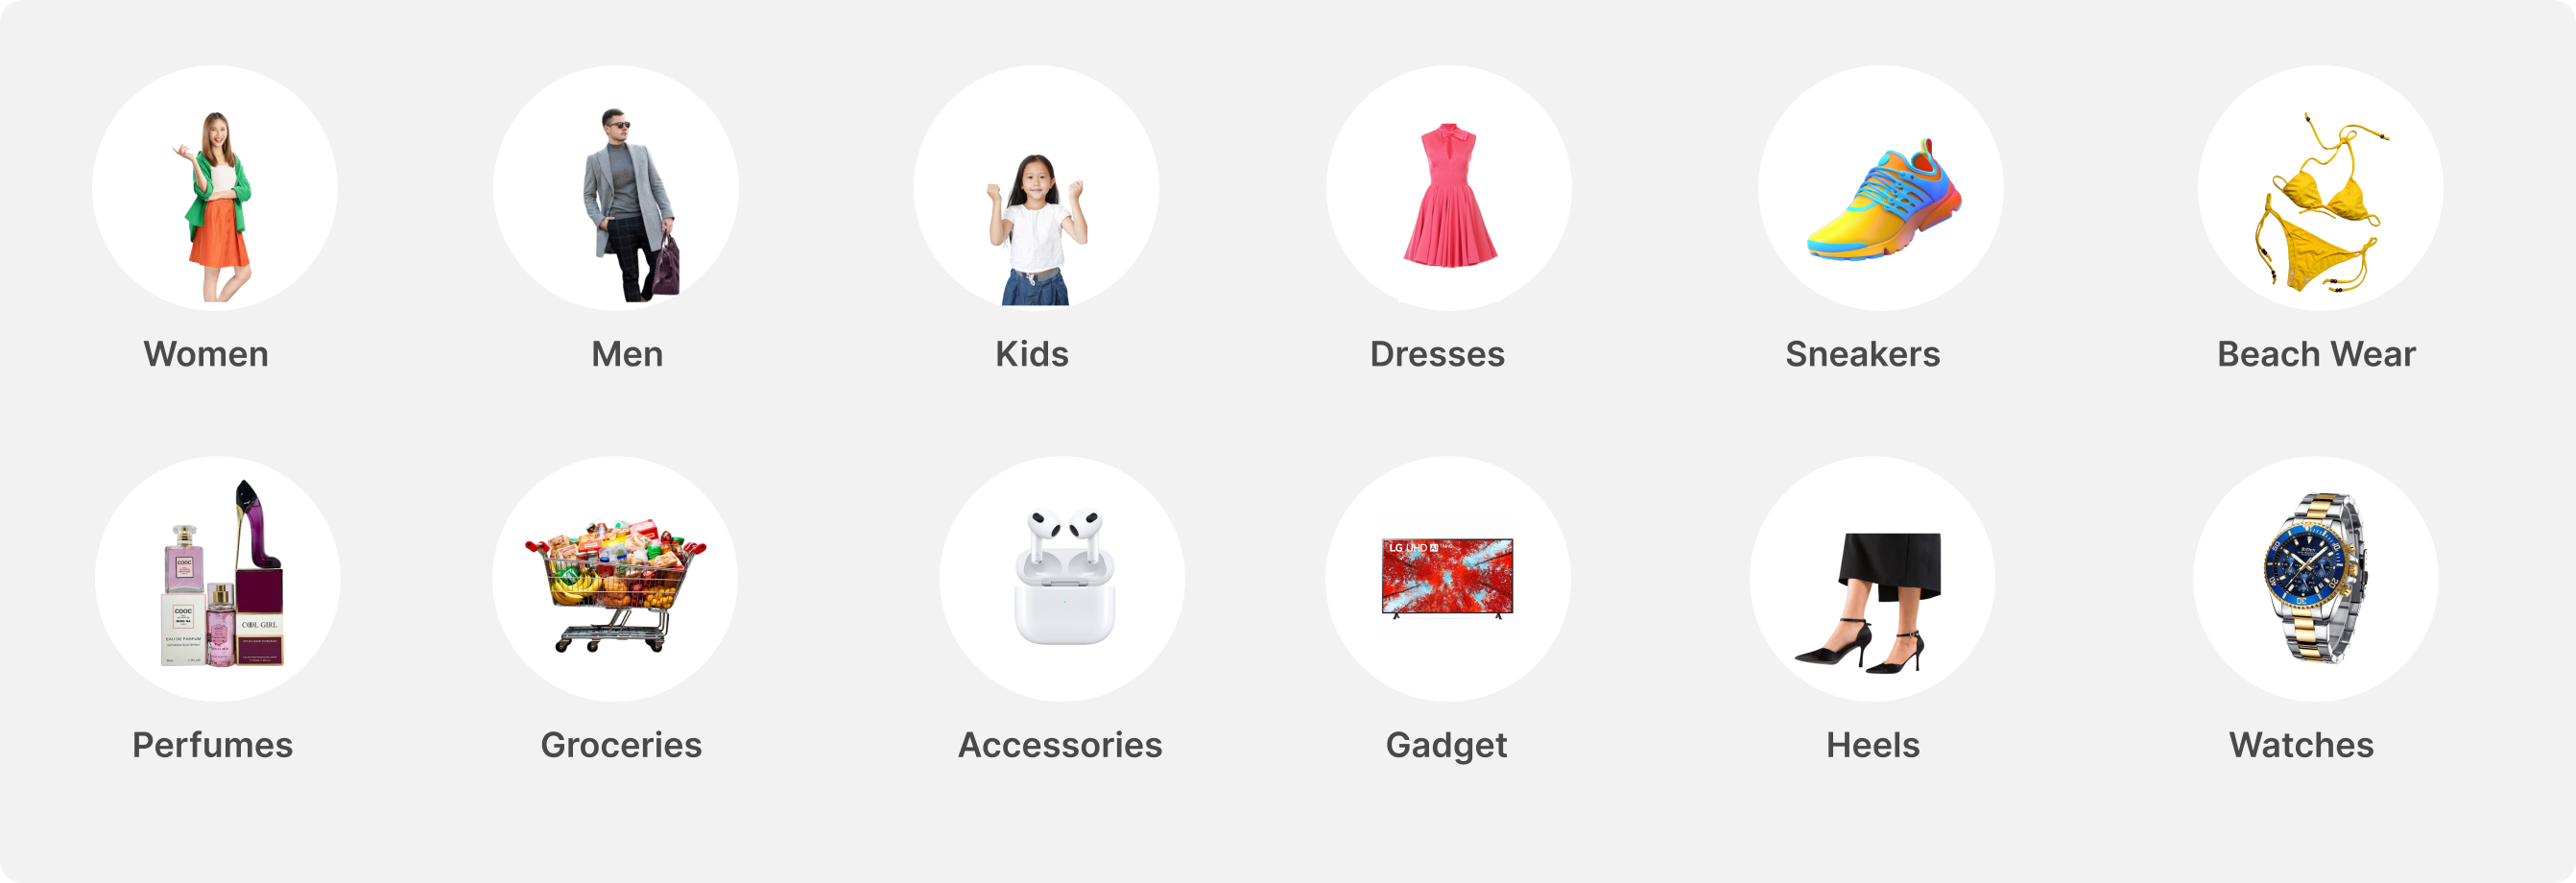 Women
Men
Kids
Dresses
Sneakers
Beach Wear
LG UHD AI
COOC
COOC
EAU DE PARFUM
COOL GIRL
Perfumes
Groceries
Accessories
Gadget
Heels
Watches